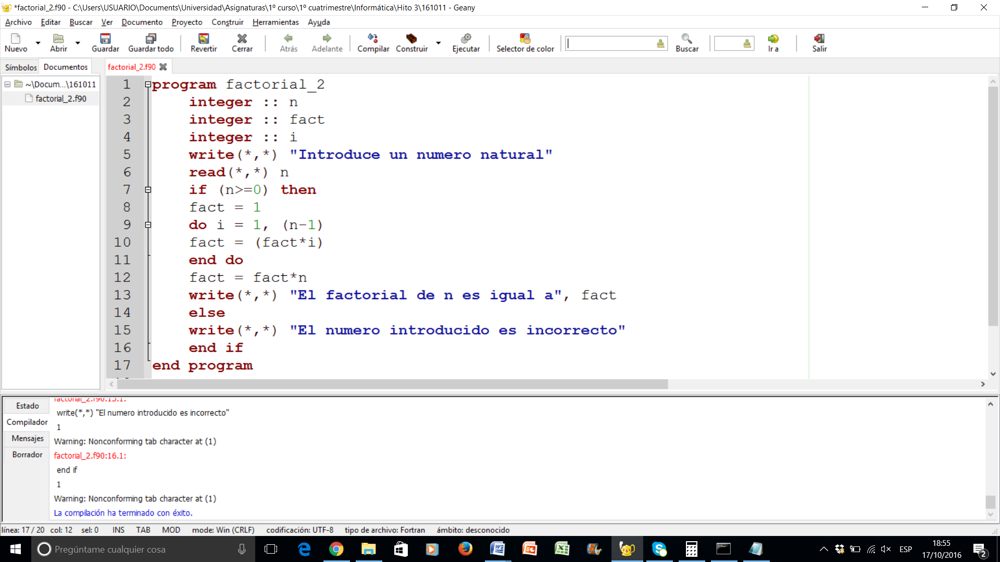 *factorial_2.f90 - C:\Users\USUARIO\Documents\Universidad\Asignaturas\1º curso\1º cuatrimestre\Informática\Hito 3\161011 - Geany
Archivo Editar Buscar Ver Documento Proyecto Construir Herramientas Ayuda
Nuevo Abrir Guardar Guardar todo Revertir Cerrar Atrás Adelante Compilar Construir Ejecutar Selector de color Buscar Ir a Salir
Símbolos Documentos factorial_2.f90
~\Docum...\161011
factorial_2.f90
1 program factorial_2
2 integer :: n
3 integer :: fact
4 integer :: i
5 write(*,*) "Introduce un numero natural"
6 read(*,*) n
7 if (n>=0) then
8 fact = 1
9 do i = 1, (n-1)
10 fact = (fact*i)
11 end do
12 fact = fact*n
13 write(*,*) "El factorial de n es igual a", fact
14 else
15 write(*,*) "El numero introducido es incorrecto"
16 end if
17 end program
Estado
Compilador
Mensajes
Borrador
factorial_2.f90:15.1:
write(*,*) "El numero introducido es incorrecto"
1
Warning: Nonconforming tab character at (1)
factorial_2.f90:16.1:
end if
1
Warning: Nonconforming tab character at (1)
La compilación ha terminado con éxito.
línea: 17 / 20 col: 12 sel: 0 INS TAB MOD mode: Win (CRLF) codificación: UTF-8 tipo de archivo: Fortran ámbito: desconocido
Pregúntame cualquier cosa
ESP
18:55
17/10/2016
2